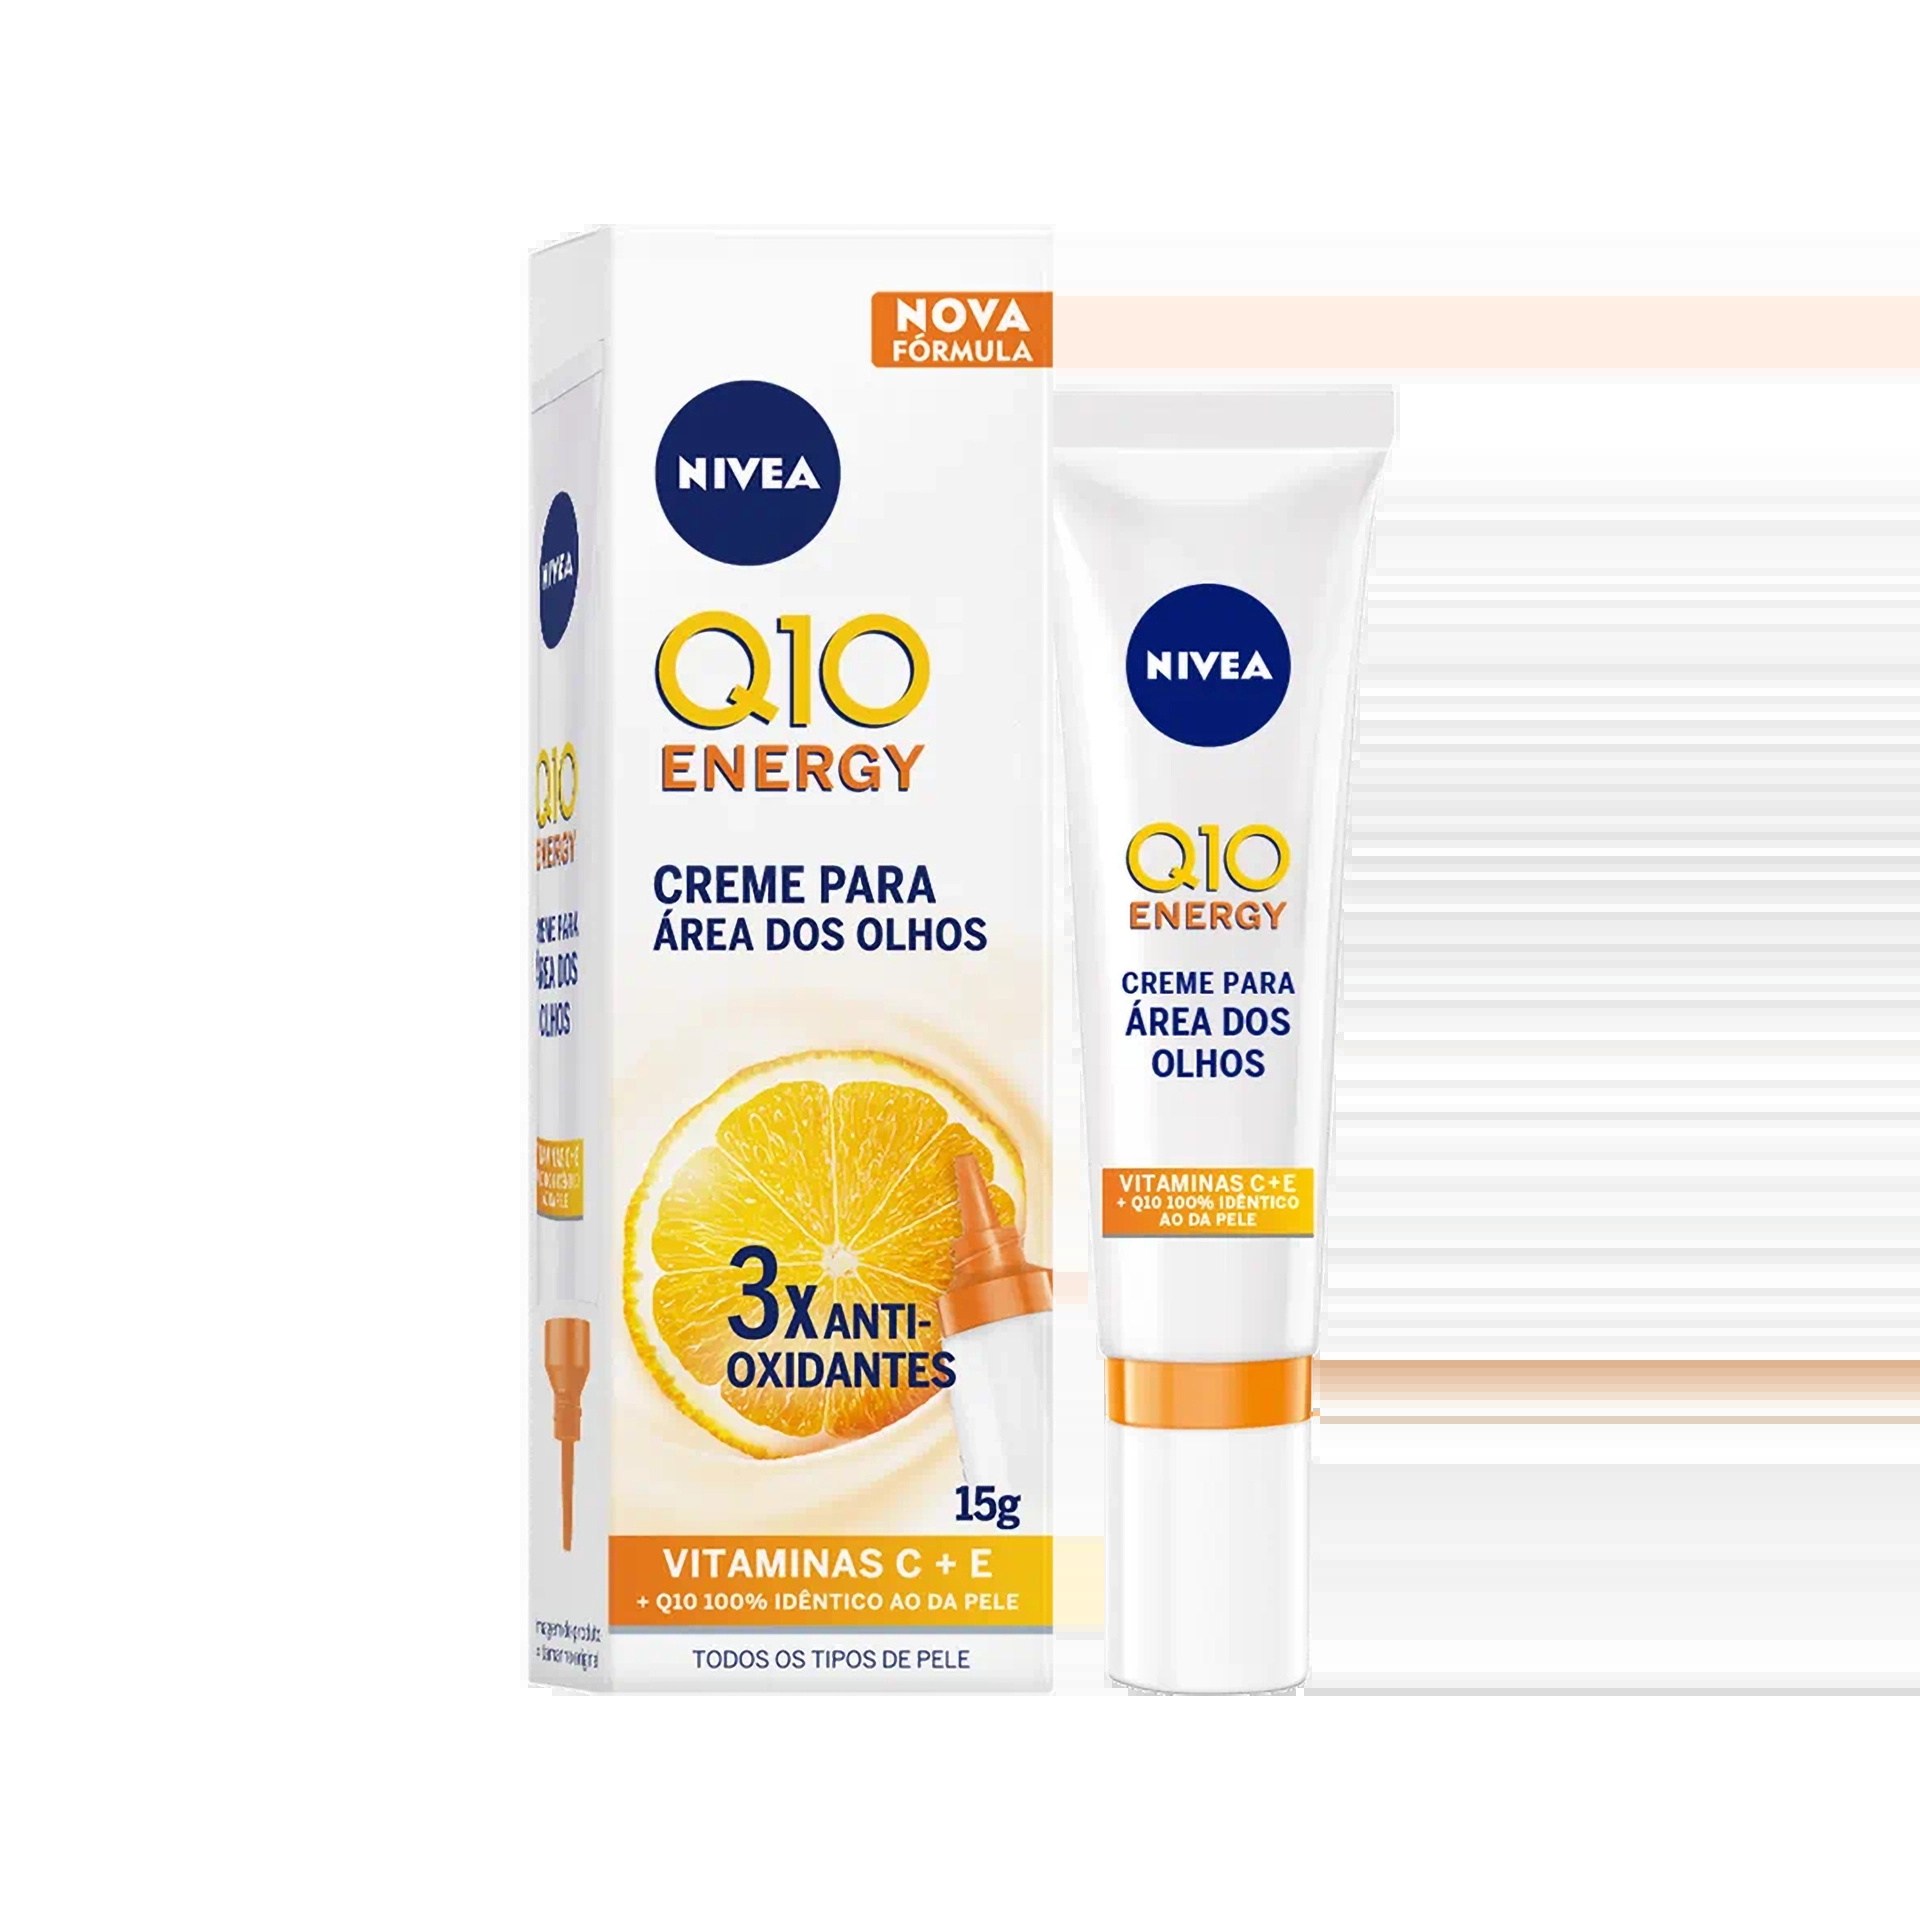 NOVA
FÓRMULA
NIVEA
Q10
ENERGY
CREME PARA
ÁREA DOS OLHOS
3x ANTI-
OXIDANTES
15g
VITAMINAS C + E
+ Q10 100% IDÊNTICO AO DA PELE
TODOS OS TIPOS DE PELE
NIVEA
Q10
ENERGY
CREME PARA
ÁREA DOS
OLHOS
NIVEA
Q10
ENERGY
CREME PARA
ÁREA DOS
OLHOS
VITAMINAS C+E
+ Q10 100% IDÊNTICO
AO DA PELE